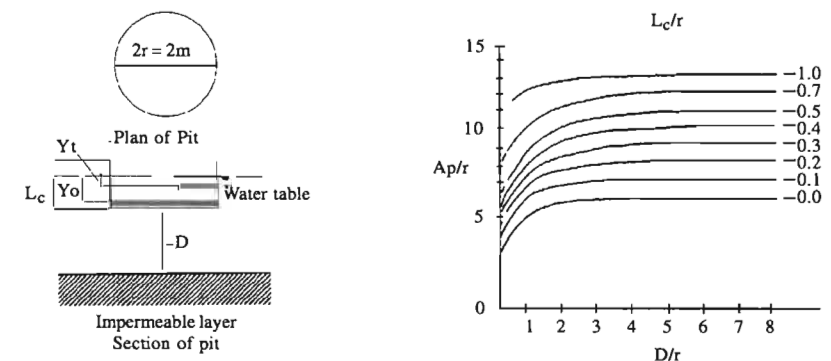 2r = 2m
Plan of Pit
Yt
Lc
Yo
Water table
D
Impermeable layer
Section of pit
Lc/r
15
10
5
0
Ap/r
1.0
0.7
0.5
0.4
0.3
0.2
0.1
0.0
1 2 3 4 5 6 7 8
D/r